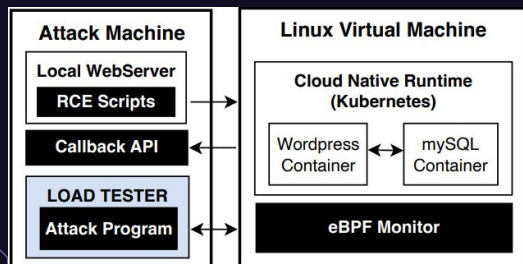 Attack Machine
Local WebServer
RCE Scripts
Callback API
LOAD TESTER
Attack Program
Linux Virtual Machine
Cloud Native Runtime
(Kubernetes)
Wordpress
Container
mySQL
Container
eBPF Monitor